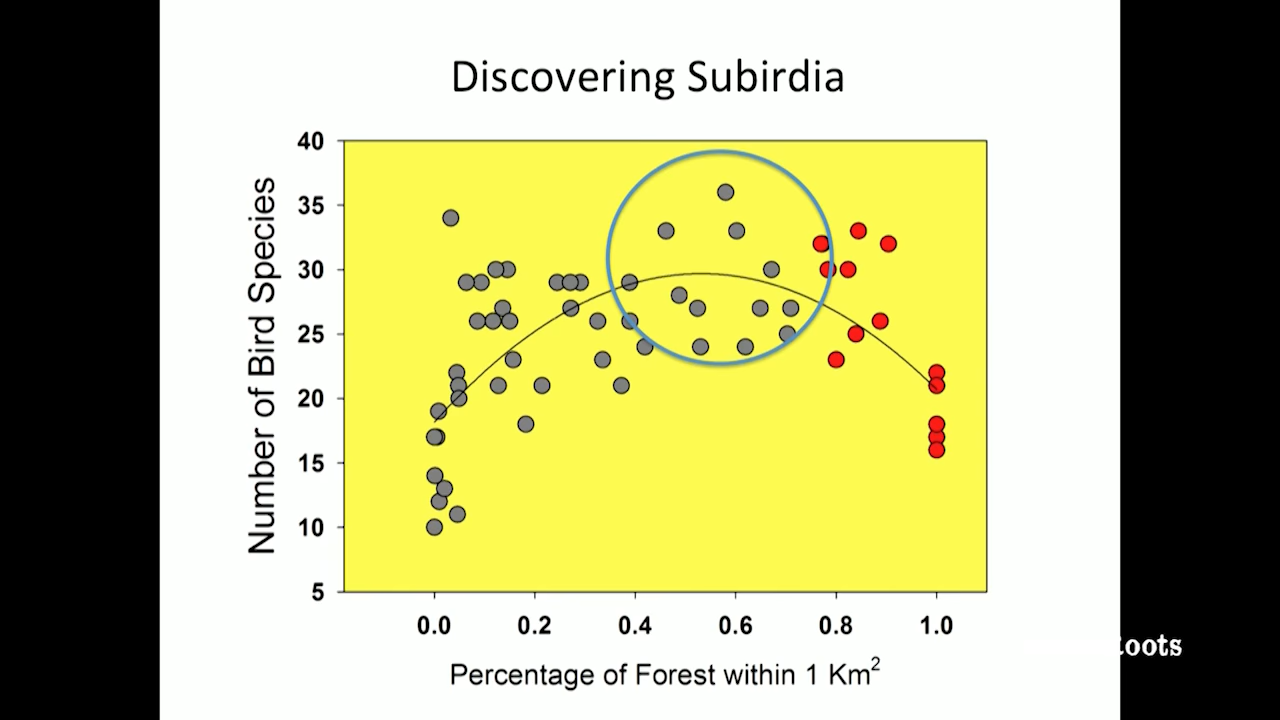 Discovering Subirdia
40
35
30
25
20
15
10
5
Number of Bird Species
0.0 0.2 0.4 0.6 0.8 1.0
Percentage of Forest within 1 Km²